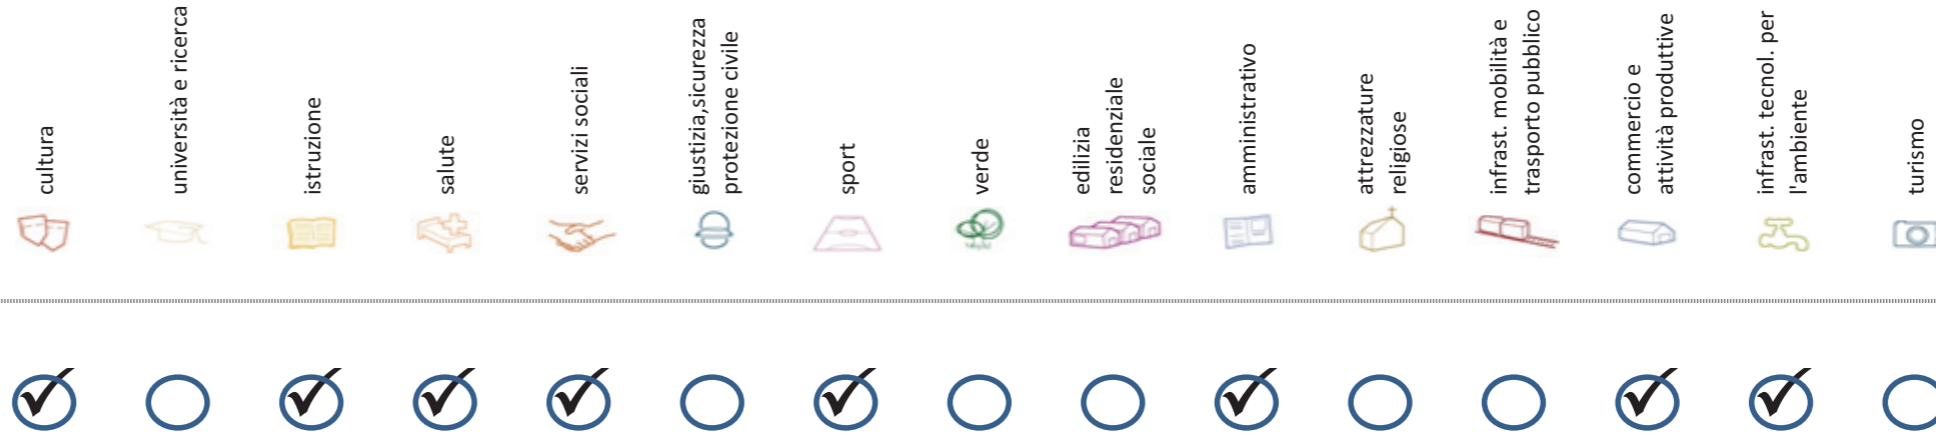 cultura
università e ricerca
istruzione
salute
servizi sociali
giustizia,sicurezza
protezione civile
sport
verde
edilizia
residenziale
sociale
amministrativo
attrezzature
religiose
infrast. mobilità e
trasporto pubblico
commercio e
attività produttive
infrast. tecnol. per
l'ambiente
turismo